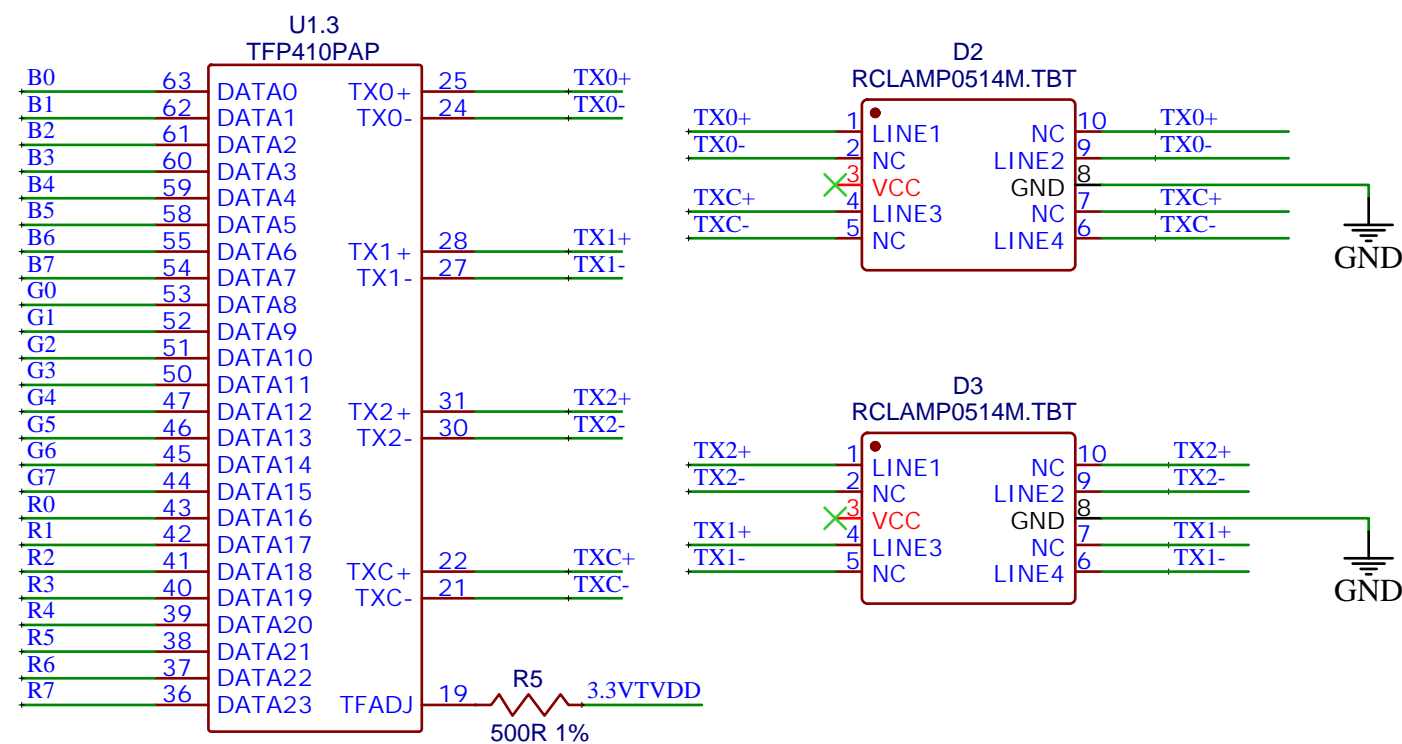 U1.3
TFP410PAP
B0 63 DATA0 TX0+ 25 TX0+
B1 62 DATA1 TX0- 24 TX0-
B2 61 DATA2
B3 60 DATA3
B4 59 DATA4
B5 58 DATA5
B6 55 DATA6 TX1+ 28 TX1+
B7 54 DATA7 TX1- 27 TX1-
G0 53 DATA8
G1 52 DATA9
G2 51 DATA10
G3 50 DATA11
G4 47 DATA12 TX2+ 31 TX2+
G5 46 DATA13 TX2- 30 TX2-
G6 45 DATA14
G7 44 DATA15
R0 43 DATA16
R1 42 DATA17
R2 41 DATA18 TXC+ 22 TXC+
R3 40 DATA19 TXC- 21 TXC-
R4 39 DATA20
R5 38 DATA21
R6 37 DATA22
R7 36 DATA23 TFADJ 19 R5 3.3VTVDD
500R 1%
D2
RCLAMP0514M.TBT
TX0+ 1 LINE1 NC 10 TX0+
TX0- 2 NC LINE2 9 TX0-
3 VCC GND 8
TXC+ 4 LINE3 NC 7 TXC+
TXC- 5 NC LINE4 6 TXC-
GND
D3
RCLAMP0514M.TBT
TX2+ 1 LINE1 NC 10 TX2+
TX2- 2 NC LINE2 9 TX2-
3 VCC GND 8
TX1+ 4 LINE3 NC 7 TX1+
TX1- 5 NC LINE4 6 TX1-
GND